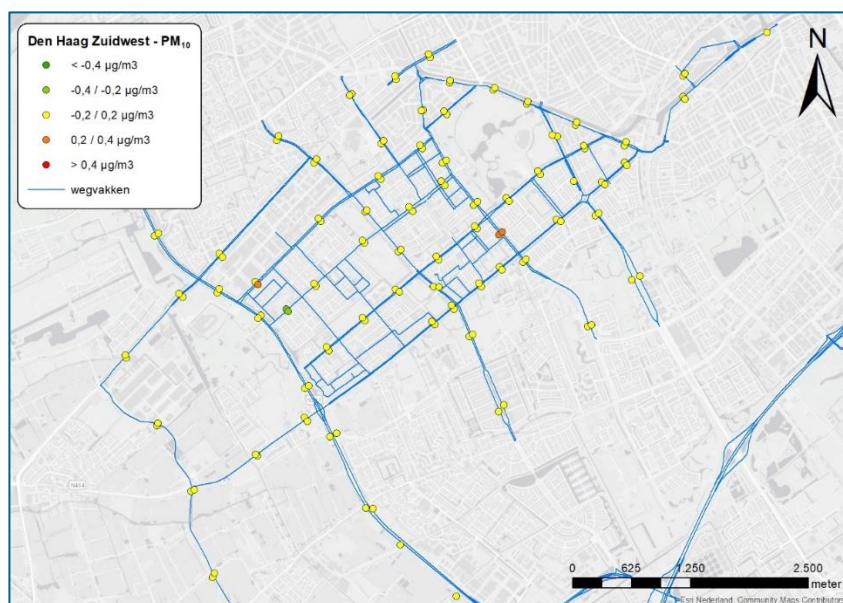 Den Haag Zuidwest - PM₁₀
< -0,4 µg/m3
-0,4 / -0,2 µg/m3
-0,2 / 0,2 µg/m3
0,2 / 0,4 µg/m3
> 0,4 µg/m3
wegvakken
N
N464
0 625 1.250 2.500
meter
Esri Nederland, Community Maps Contributors